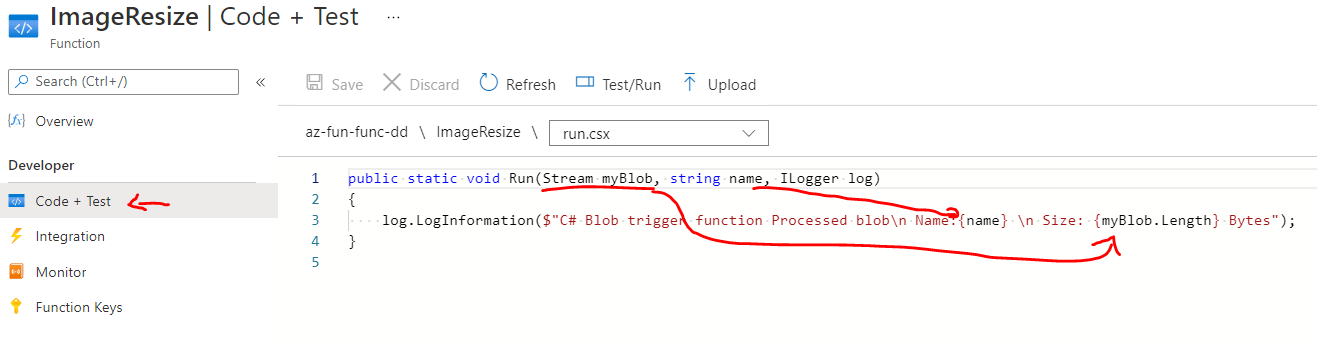 ImageResize | Code + Test ...
Function
Search (Ctrl+/) «
Save Discard Refresh Test/Run Upload
Overview
az-fun-func-dd \ ImageResize \ run.csx
Developer
Code + Test
Integration
Monitor
Function Keys
1 public static void Run(Stream myBlob, string name, ILogger log)
2 {
3 log.LogInformation($"C# Blob trigger function Processed blob\n Name:{name} \n Size: {myBlob.Length} Bytes");
4 }
5